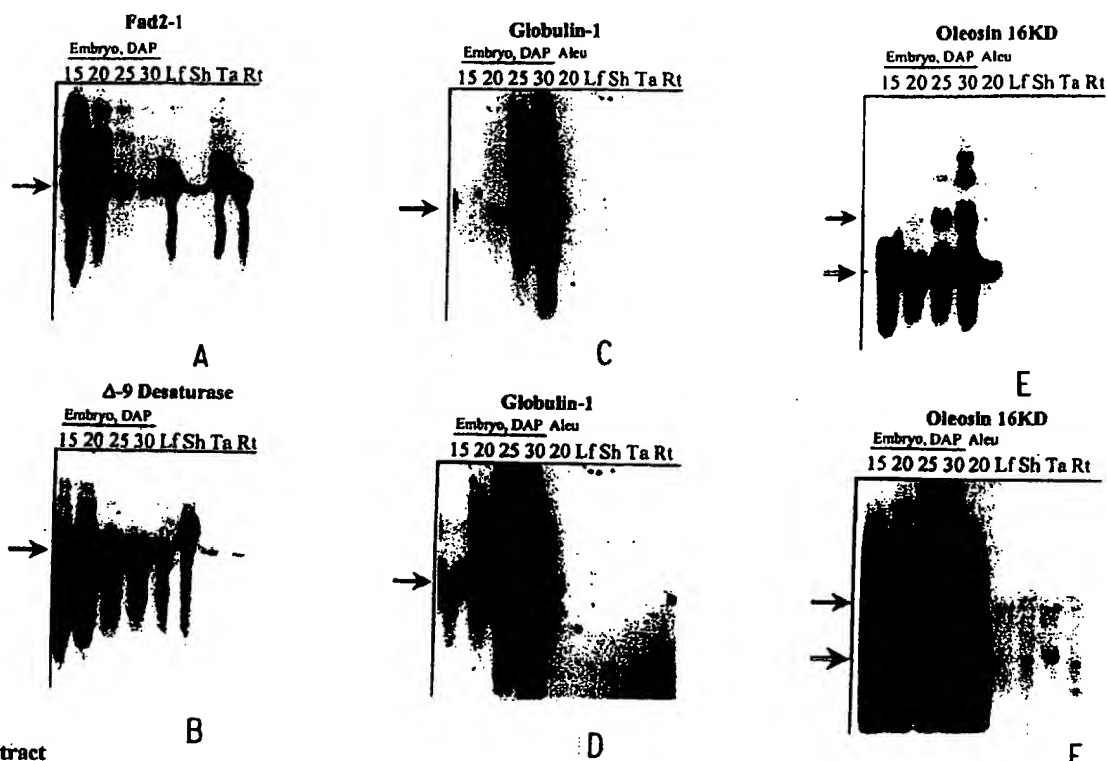 Fad2-1
Embryo, DAP
15 20 25 30 Lf Sh Ta Rt
A
Δ-9 Desaturase
Embryo, DAP
15 20 25 30 Lf Sh Ta Rt
B
tract
Globulin-1
Embryo, DAP Aleu
15 20 25 30 20 Lf Sh Ta Rt
C
Globulin-1
Embryo, DAP Aleu
15 20 25 30 20 Lf Sh Ta Rt
D
Oleosin 16KD
Embryo, DAP Aleu
15 20 25 30 20 Lf Sh Ta Rt
E
Oleosin 16KD
Embryo, DAP Aleu
15 20 25 30 20 Lf Sh Ta Rt